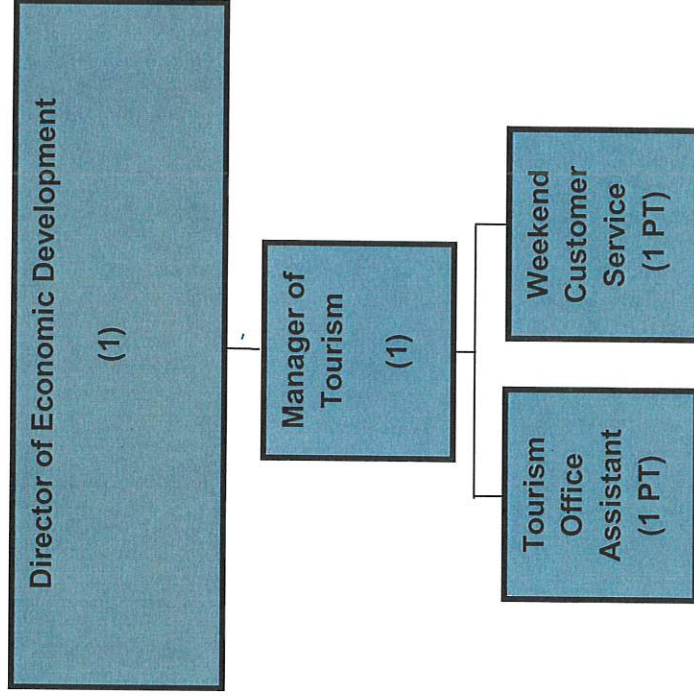 Director of Economic Development
(1)
Manager of
Tourism
(1)
Tourism
Office
Assistant
(1 PT)
Weekend
Customer
Service
(1 PT)